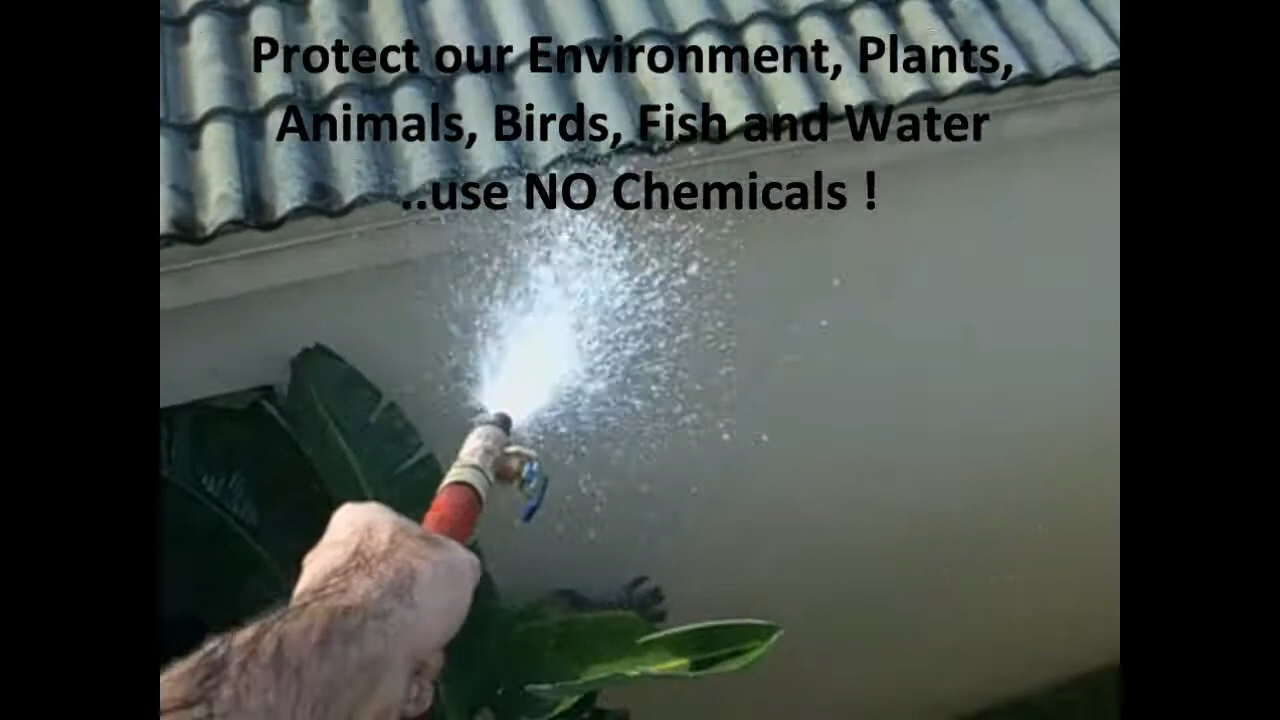 Protect our Environment, Plants,
Animals, Birds, Fish and Water
..use NO Chemicals !